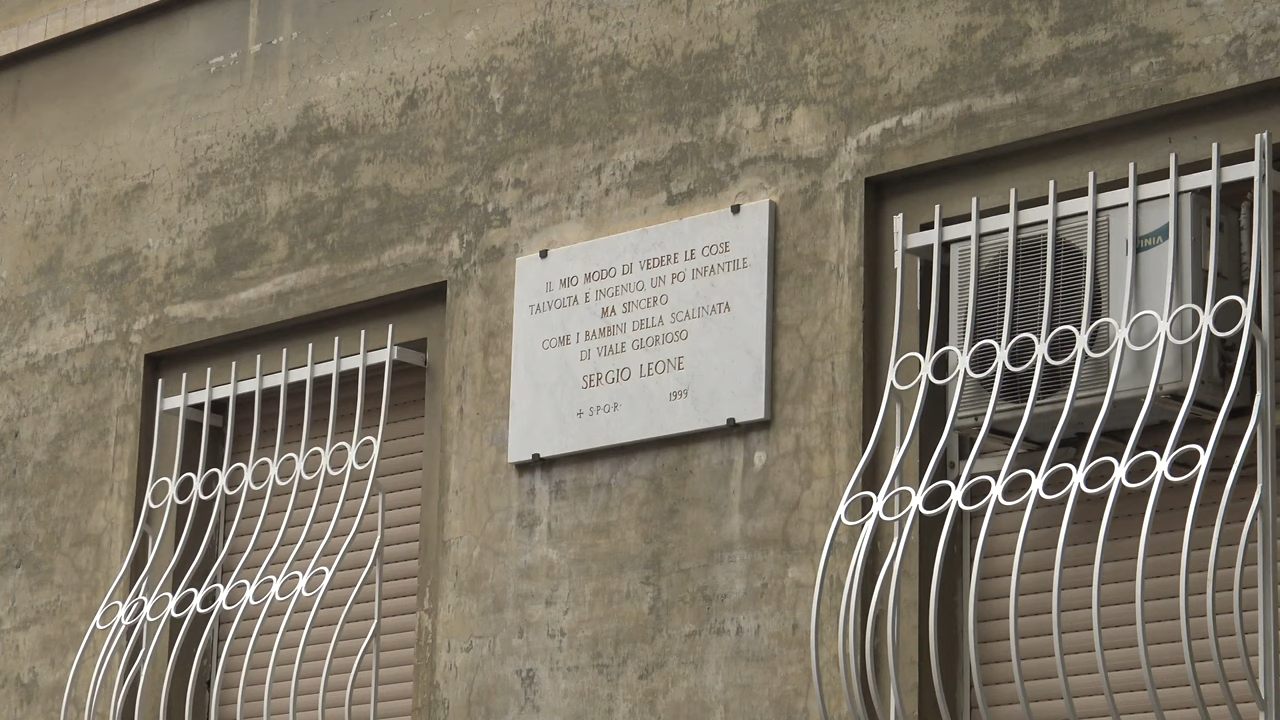 IL MIO MODO DI VEDERE LE COSE
TALVOLTA È INGENUO, UN PO' INFANTILE
MA SINCERO
COME I BAMBINI DELLA SCALINATA
DI VIALE GLORIOSO
SERGIO LEONE
S·P·Q·R· 1999